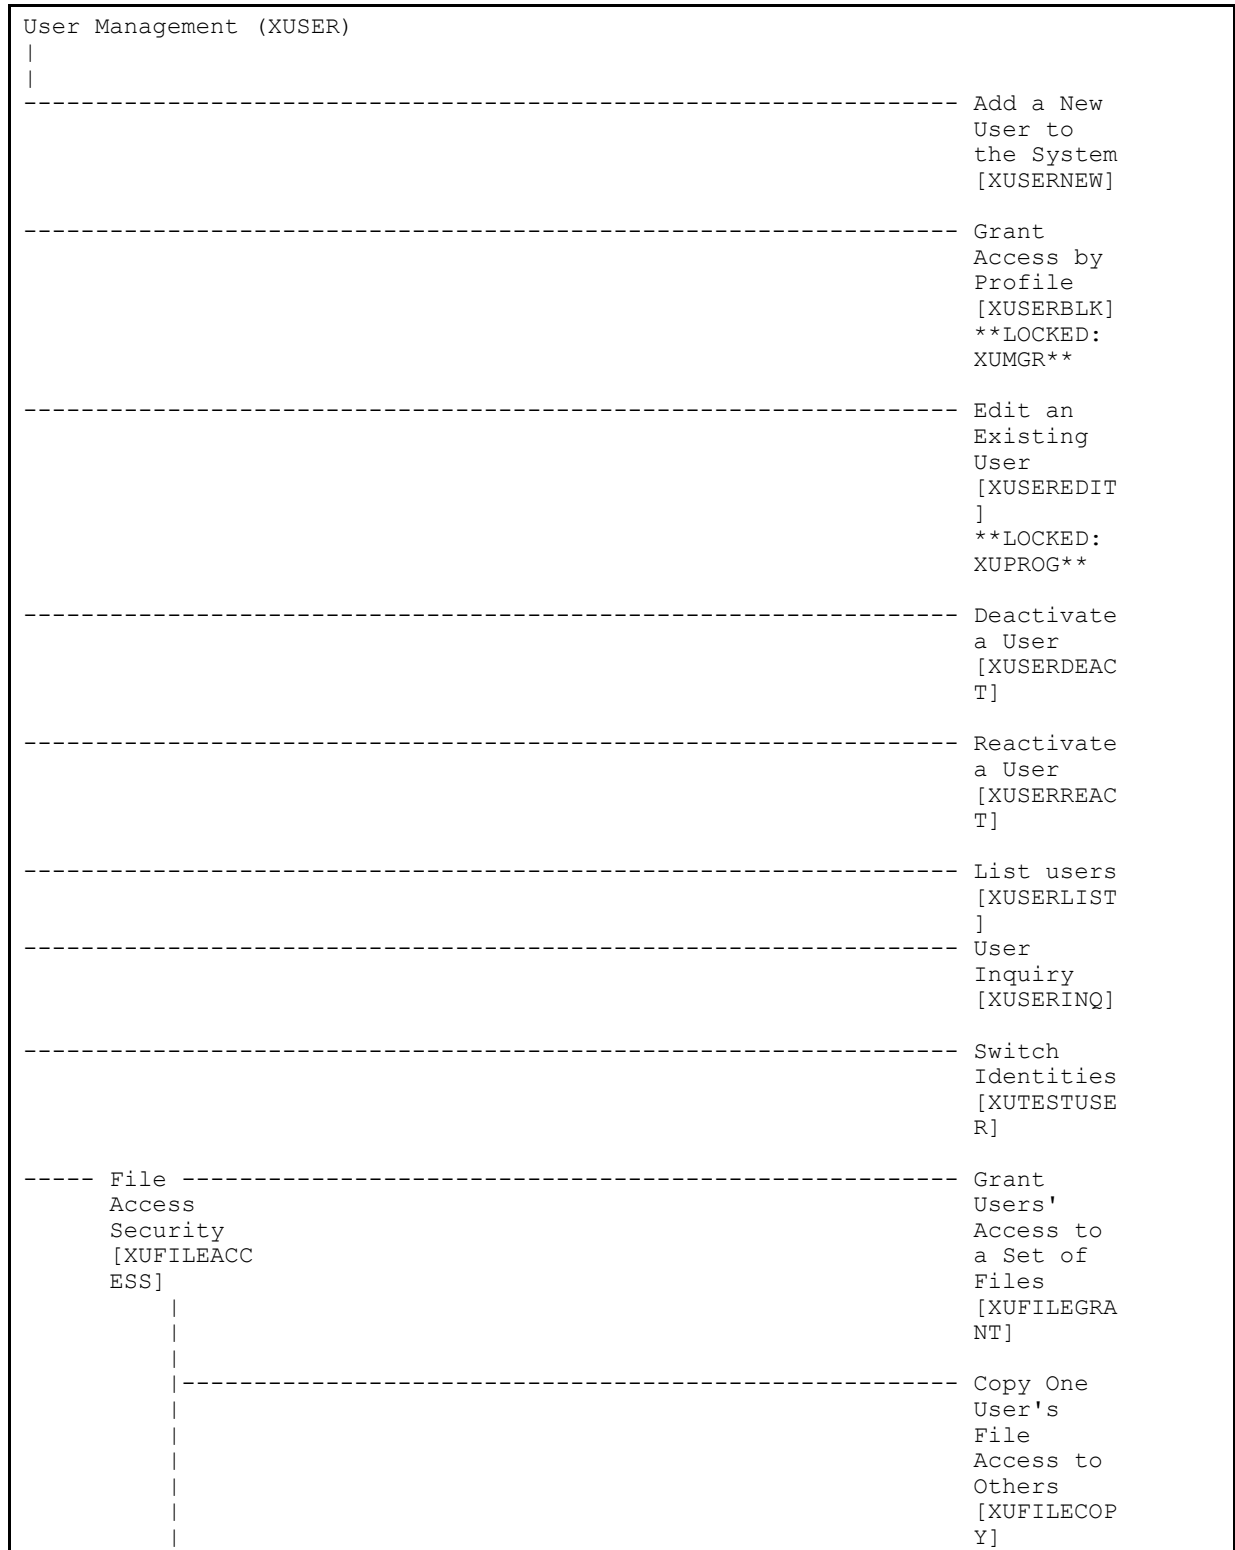 User Management (XUSER)
|
|
----------------------------------------------------------------- Add a New
User to
the System
[XUSERNEW]
----------------------------------------------------------------- Grant
Access by
Profile
[XUSERBLK]
**LOCKED:
XUMGR**
----------------------------------------------------------------- Edit an
Existing
User
[XUSEREDIT
]
**LOCKED:
XUPROG**
----------------------------------------------------------------- Deactivate
a User
[XUSERDEAC
T]
----------------------------------------------------------------- Reactivate
a User
[XUSERREAC
T]
----------------------------------------------------------------- List users
[XUSERLIST
]
----------------------------------------------------------------- User
Inquiry
[XUSERINQ]
----------------------------------------------------------------- Switch
Identities
[XUTESTUSE
R]
----- File ------------------------------------------------------ Grant
Access Users'
Security Access to
[XUFILEACC a Set of
ESS] Files
| [XUFILEGRA
| NT]
|
|------------------------------------------------------ Copy One
| User's
| File
| Access to
| Others
| [XUFILECOP
| Y]